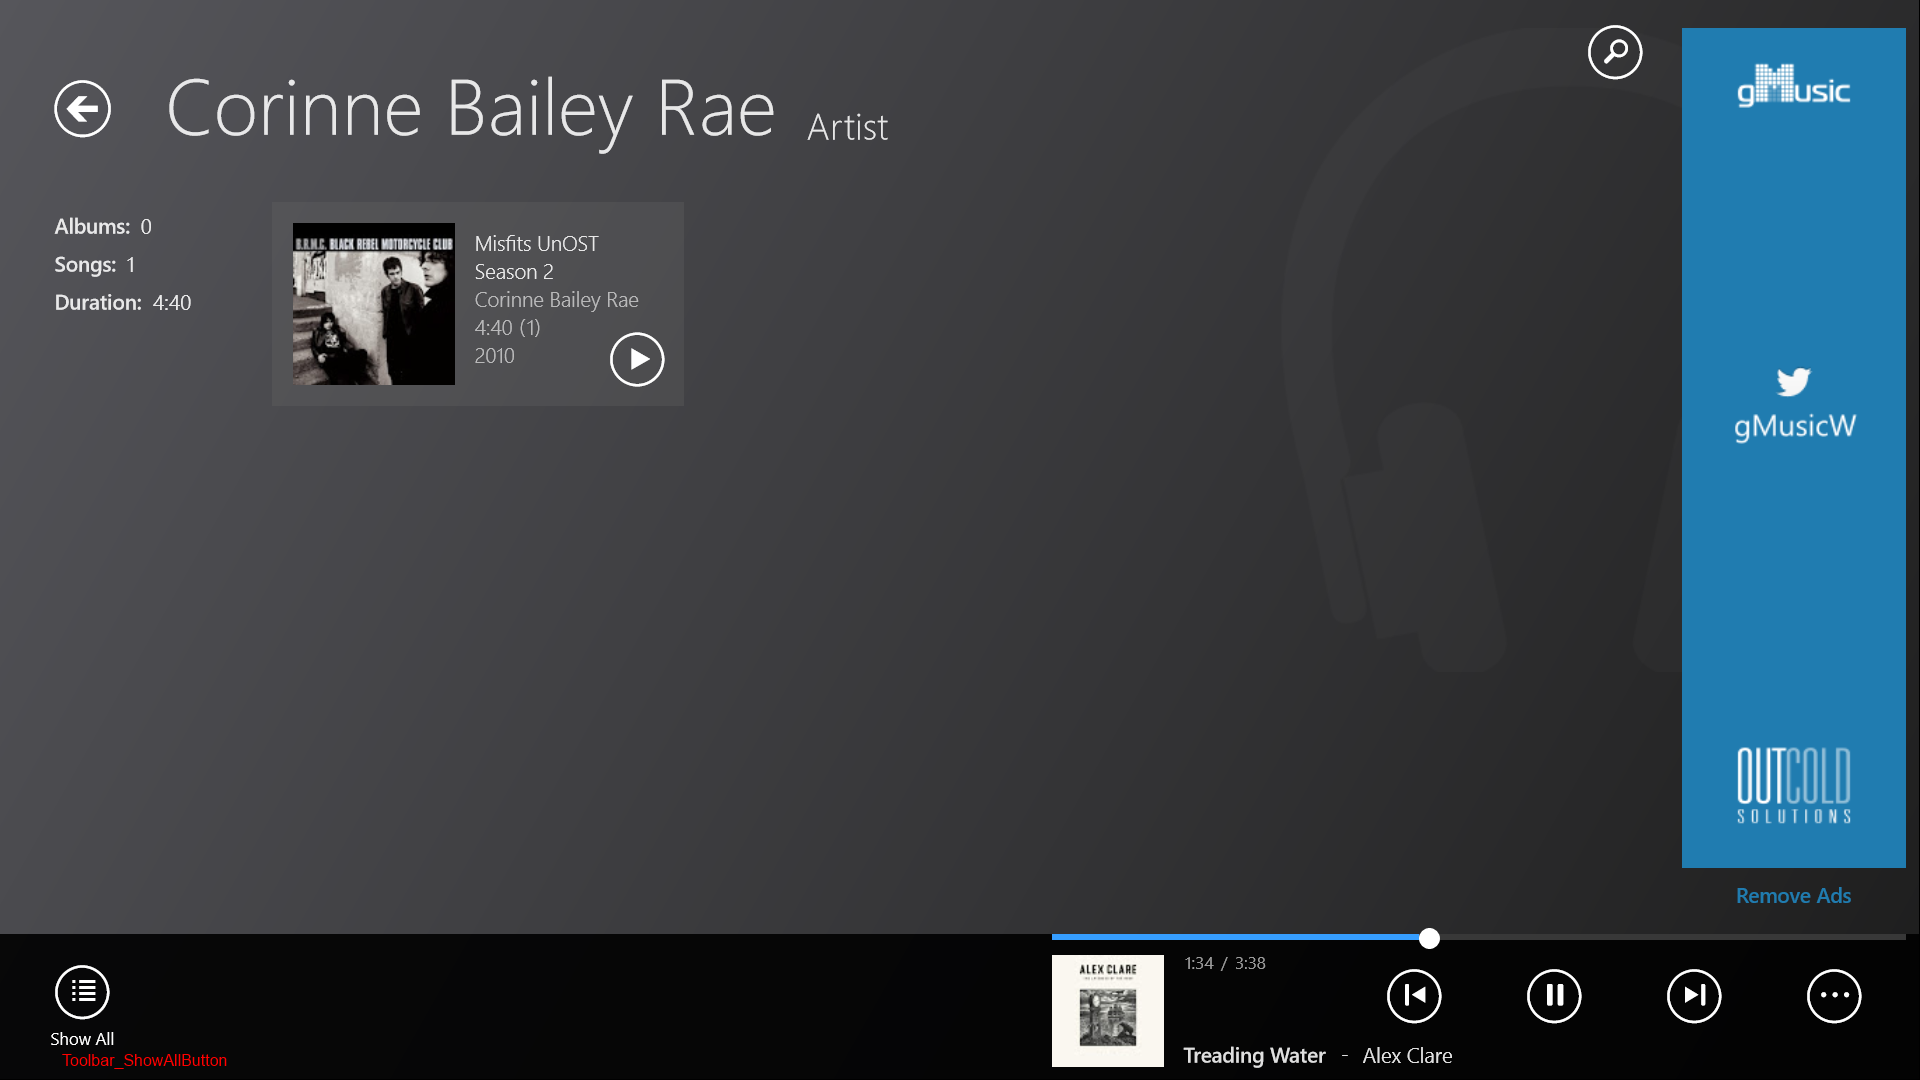 Corinne Bailey Rae Artist
Albums: 0
Songs: 1
Duration: 4:40
B.R.M.C. BLACK REBEL MOTORCYCLE CLUB
Misfits UnOST
Season 2
Corinne Bailey Rae
4:40 (1)
2010
gMusic
gMusicW
OUTCOLD
SOLUTIONS
Remove Ads
Show All
Toolbar_ShowAllButton
ALEX CLARE
1:34 / 3:38
Treading Water - Alex Clare